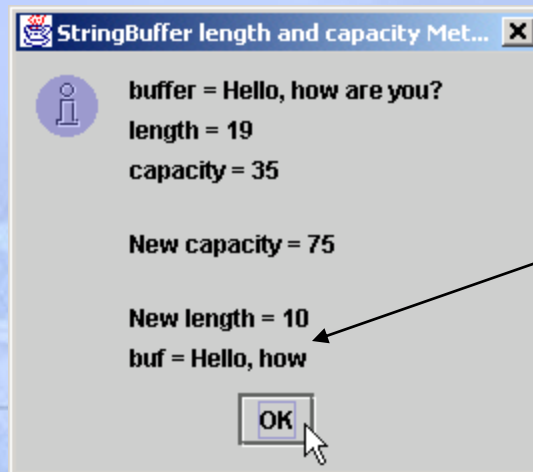 StringBuffer length and capacity Met...
buffer = Hello, how are you?
length = 19
capacity = 35
New capacity = 75
New length = 10
buf = Hello, how
OK